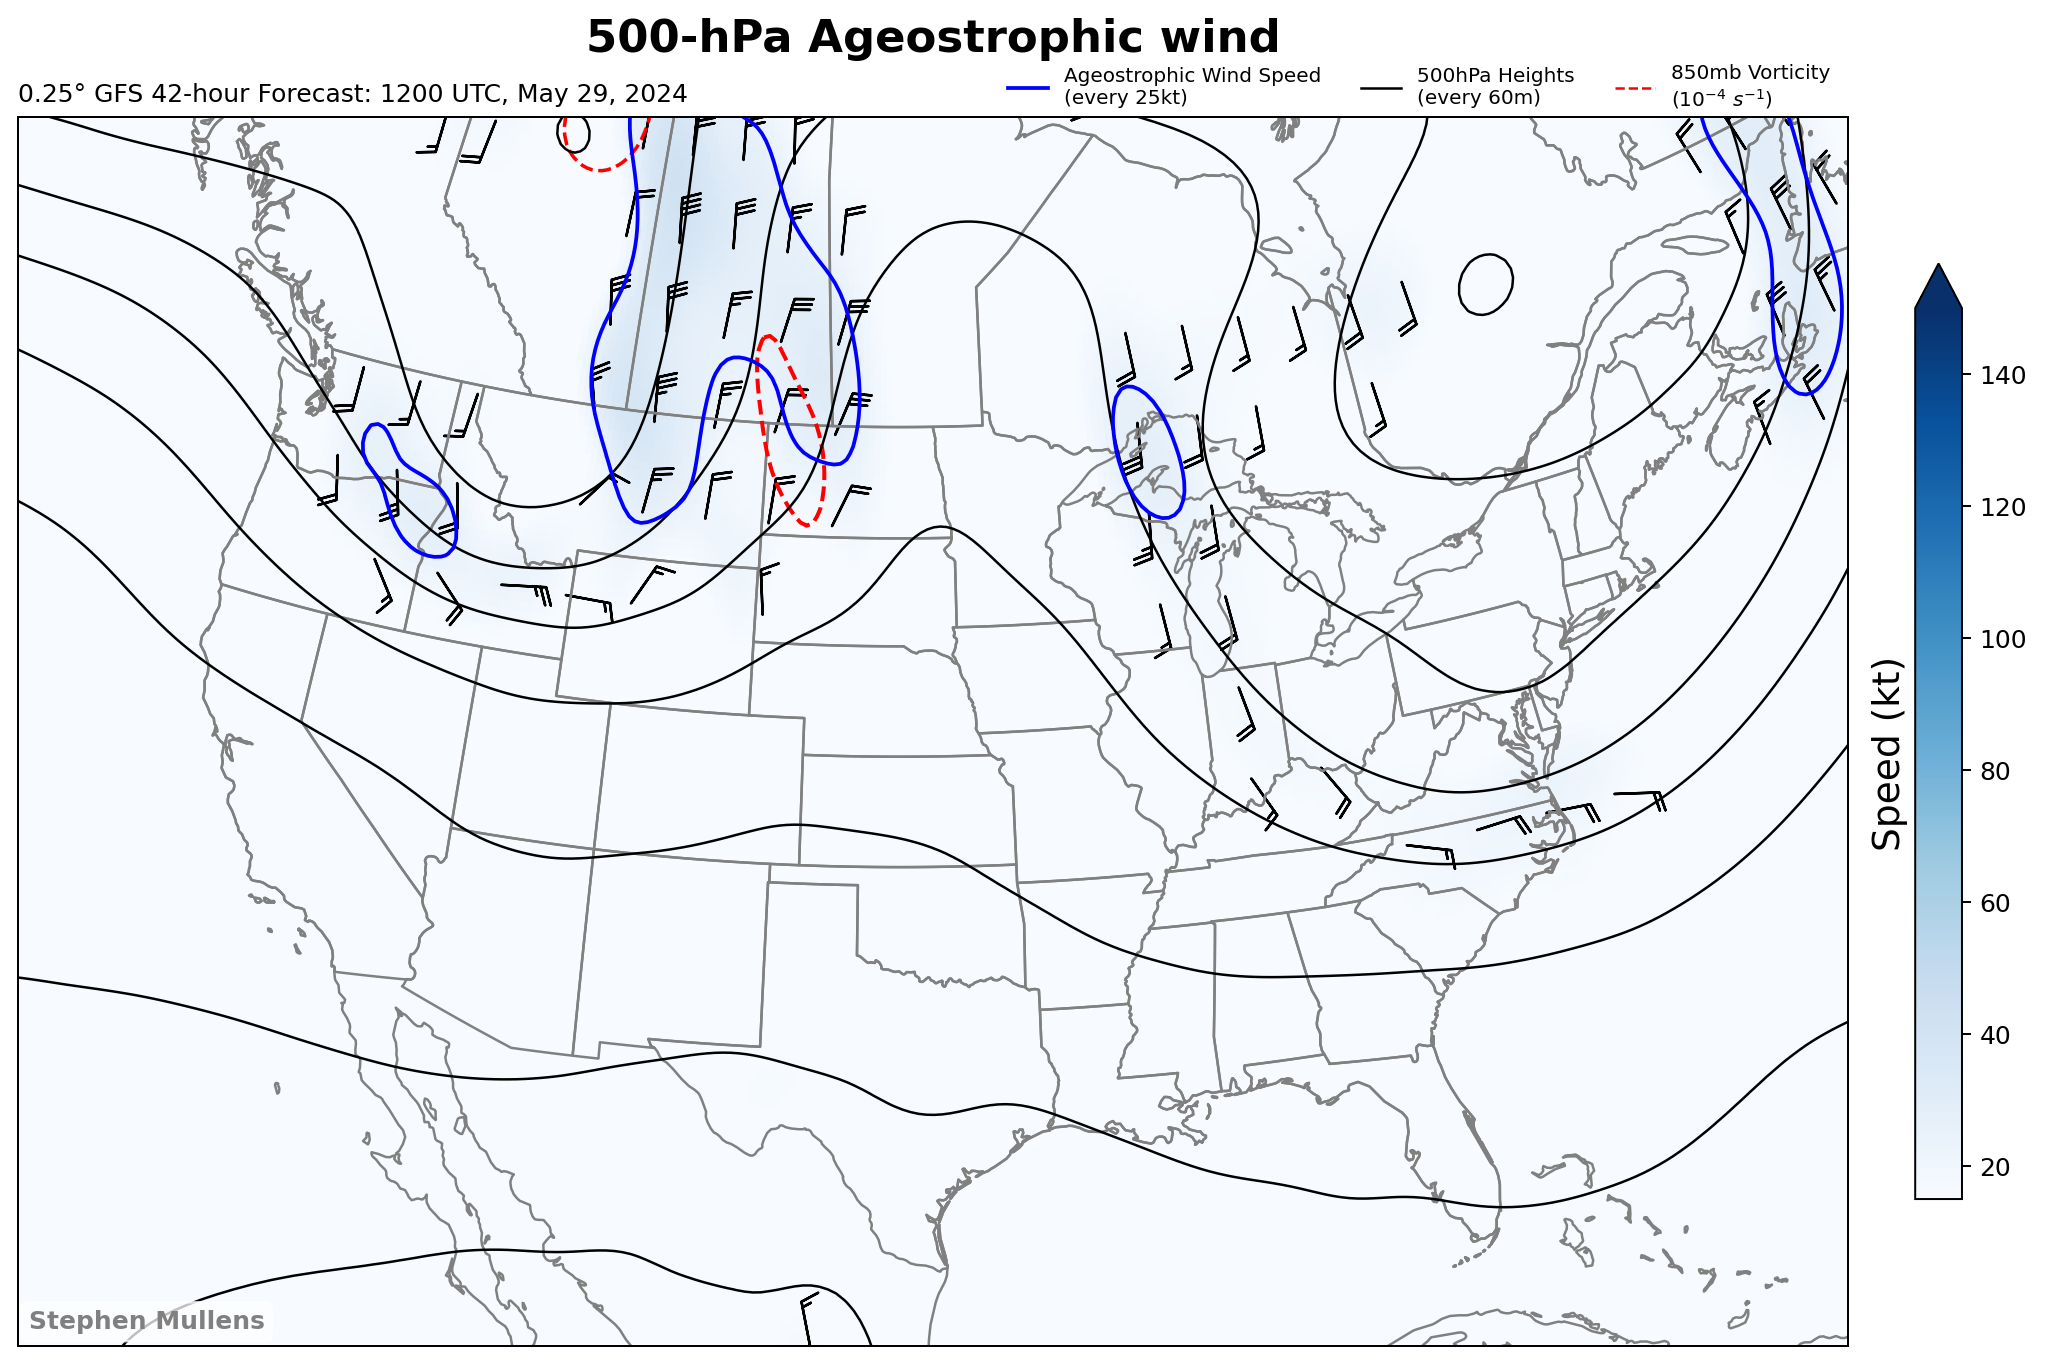 500-hPa Ageostrophic wind
0.25° GFS 42-hour Forecast: 1200 UTC, May 29, 2024
Ageostrophic Wind Speed
(every 25kt)
500hPa Heights
(every 60m)
850mb Vorticity
(10⁻⁴ s⁻¹)
140
120
100
80
60
40
20
Speed (kt)
Stephen Mullens